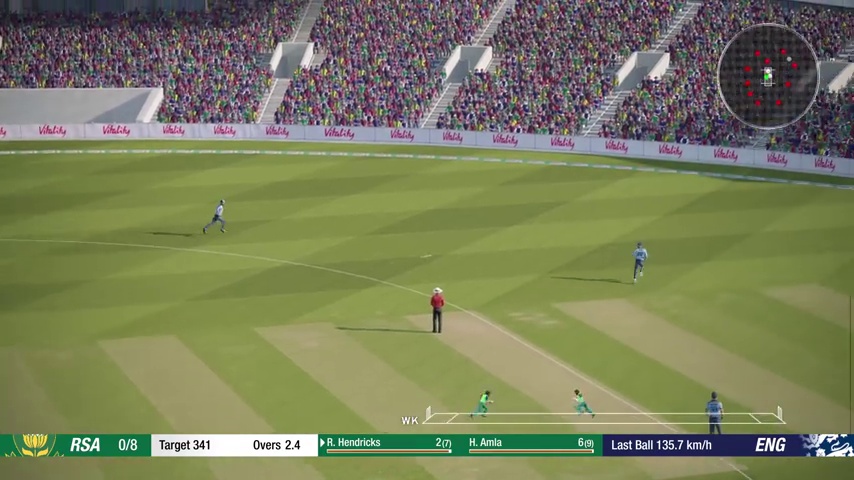 Vitality Vitality Vitality Vitality Vitality Vitality Vitality Vitality Vitality Vitality Vitality Vitality Vitality
WK
RSA 0/8 Target 341 Overs 2.4 R. Hendricks 2(7) H. Amla 6(9) Last Ball 135.7 km/h ENG